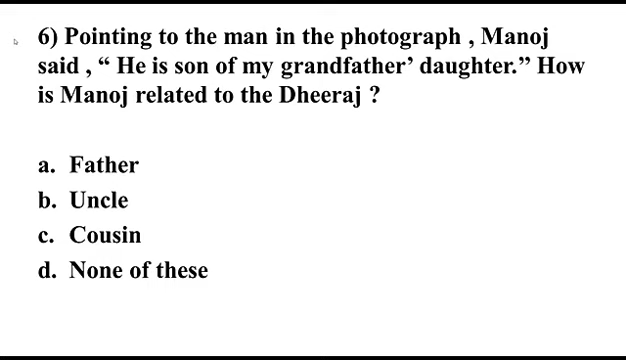 6) Pointing to the man in the photograph , Manoj
said , “ He is son of my grandfather’ daughter.” How
is Manoj related to the Dheeraj ?
a. Father
b. Uncle
c. Cousin
d. None of these